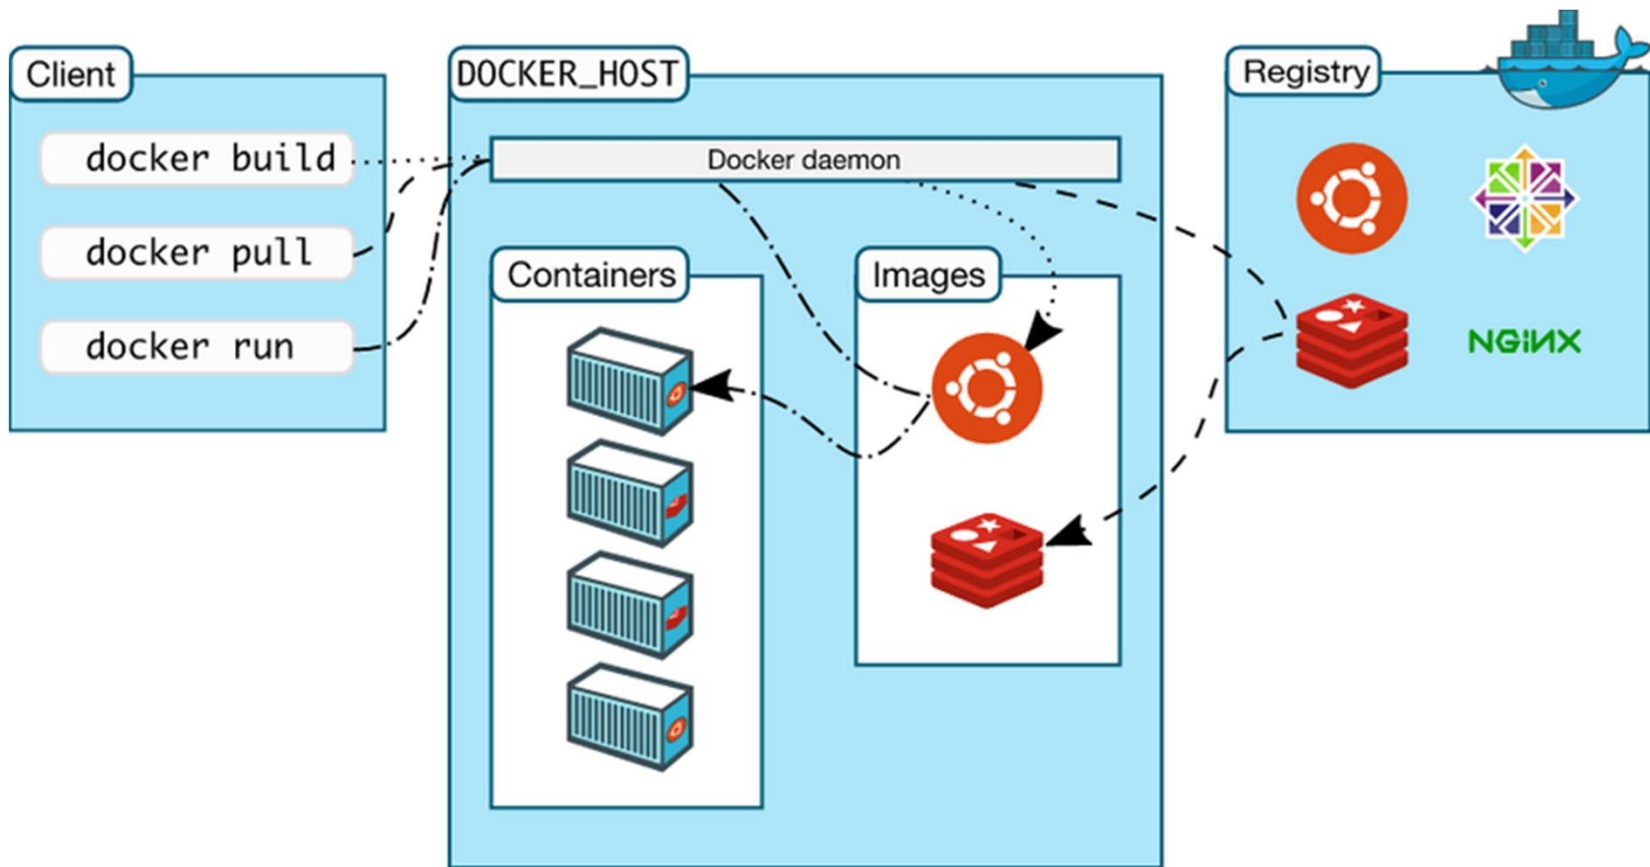 Client
docker build
docker pull
docker run
DOCKER_HOST
Docker daemon
Containers
Images
Registry
NGiNX